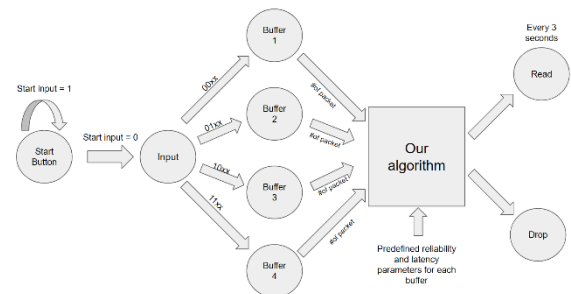 Start input = 1
Start
Button
Start input = 0
Input
00xx
01xx
10xx
11xx
Buffer
1
Buffer
2
Buffer
3
Buffer
4
#of packet
#of packet
#of packet
#of packet
Our
algorithm
Predefined reliability
and latency
parameters for each
buffer
Every 3
seconds
Read
Drop